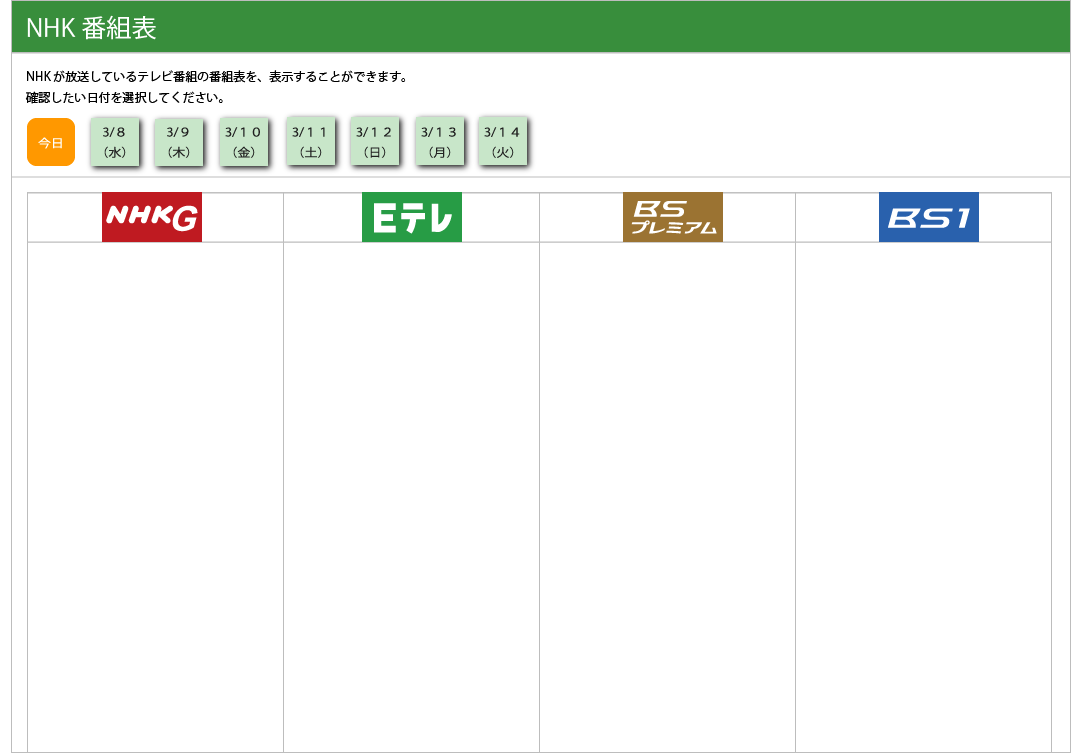 NHK 番組表
NHKが放送しているテレビ番組の番組表を、表示することができます。
確認したい日付を選択してください。
今日
3/８
（水）
3/９
（木）
3/１０
（金）
3/１１
（土）
3/１２
（日）
3/１３
（月）
3/１４
（火）
NHKG
Eテレ
BS
プレミアム
BS1